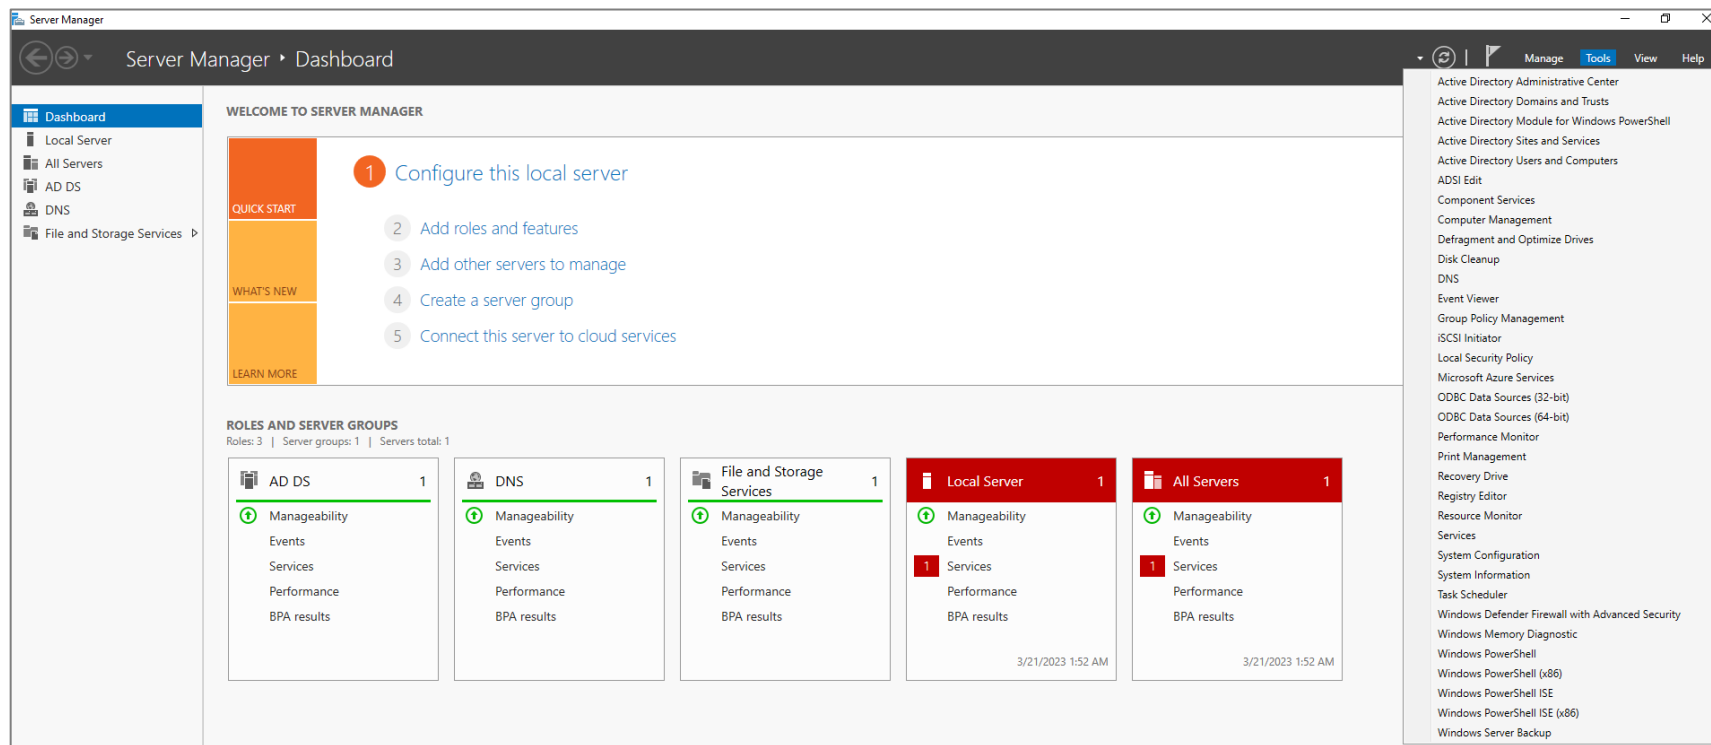 Server Manager
Server Manager • Dashboard
Manage Tools View Help
Dashboard
Local Server
All Servers
AD DS
DNS
File and Storage Services
WELCOME TO SERVER MANAGER
QUICK START
WHAT'S NEW
LEARN MORE
1 Configure this local server
2 Add roles and features
3 Add other servers to manage
4 Create a server group
5 Connect this server to cloud services
ROLES AND SERVER GROUPS
Roles: 3 | Server groups: 1 | Servers total: 1
AD DS 1
Manageability
Events
Services
Performance
BPA results
DNS 1
Manageability
Events
Services
Performance
BPA results
File and Storage
Services 1
Manageability
Events
Services
Performance
BPA results
Local Server 1
Manageability
Events
1 Services
Performance
BPA results
3/21/2023 1:52 AM
All Servers 1
Manageability
Events
1 Services
Performance
BPA results
3/21/2023 1:52 AM
Active Directory Administrative Center
Active Directory Domains and Trusts
Active Directory Module for Windows PowerShell
Active Directory Sites and Services
Active Directory Users and Computers
ADSI Edit
Component Services
Computer Management
Defragment and Optimize Drives
Disk Cleanup
DNS
Event Viewer
Group Policy Management
iSCSI Initiator
Local Security Policy
Microsoft Azure Services
ODBC Data Sources (32-bit)
ODBC Data Sources (64-bit)
Performance Monitor
Print Management
Recovery Drive
Registry Editor
Resource Monitor
Services
System Configuration
System Information
Task Scheduler
Windows Defender Firewall with Advanced Security
Windows Memory Diagnostic
Windows PowerShell
Windows PowerShell (x86)
Windows PowerShell ISE
Windows PowerShell ISE (x86)
Windows Server Backup